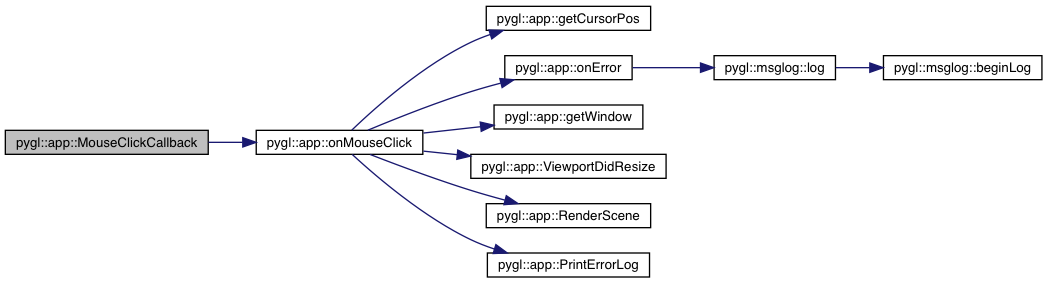 pygl::app::getCursorPos
pygl::app::onError
pygl::msglog::log
pygl::msglog::beginLog
pygl::app::getWindow
pygl::app::MouseClickCallback
pygl::app::onMouseClick
pygl::app::ViewportDidResize
pygl::app::RenderScene
pygl::app::PrintErrorLog